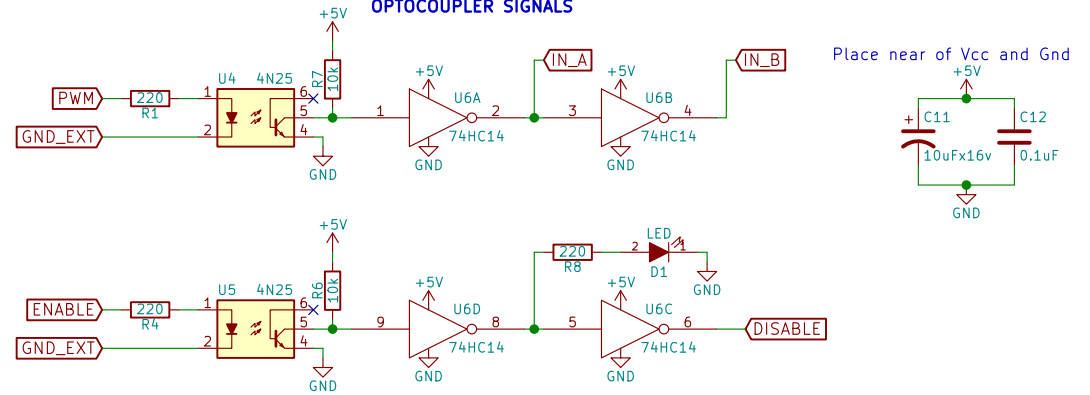 OPTOCOUPLER SIGNALS
+5V
R7
10k
U4
4N25
PWM
220
R1
GND_EXT
1
2
6
5
4
GND
1
+5V
U6A
2
74HC14
GND
IN_A
3
+5V
U6B
4
74HC14
GND
IN_B
Place near of Vcc and Gnd
+5V
+
C11
10uFx16v
C12
0.1uF
GND
+5V
R6
10k
U5
4N25
ENABLE
220
R4
GND_EXT
1
2
6
5
4
GND
9
+5V
U6D
8
74HC14
GND
220
R8
LED
2
1
D1
GND
5
+5V
U6C
6
74HC14
GND
DISABLE